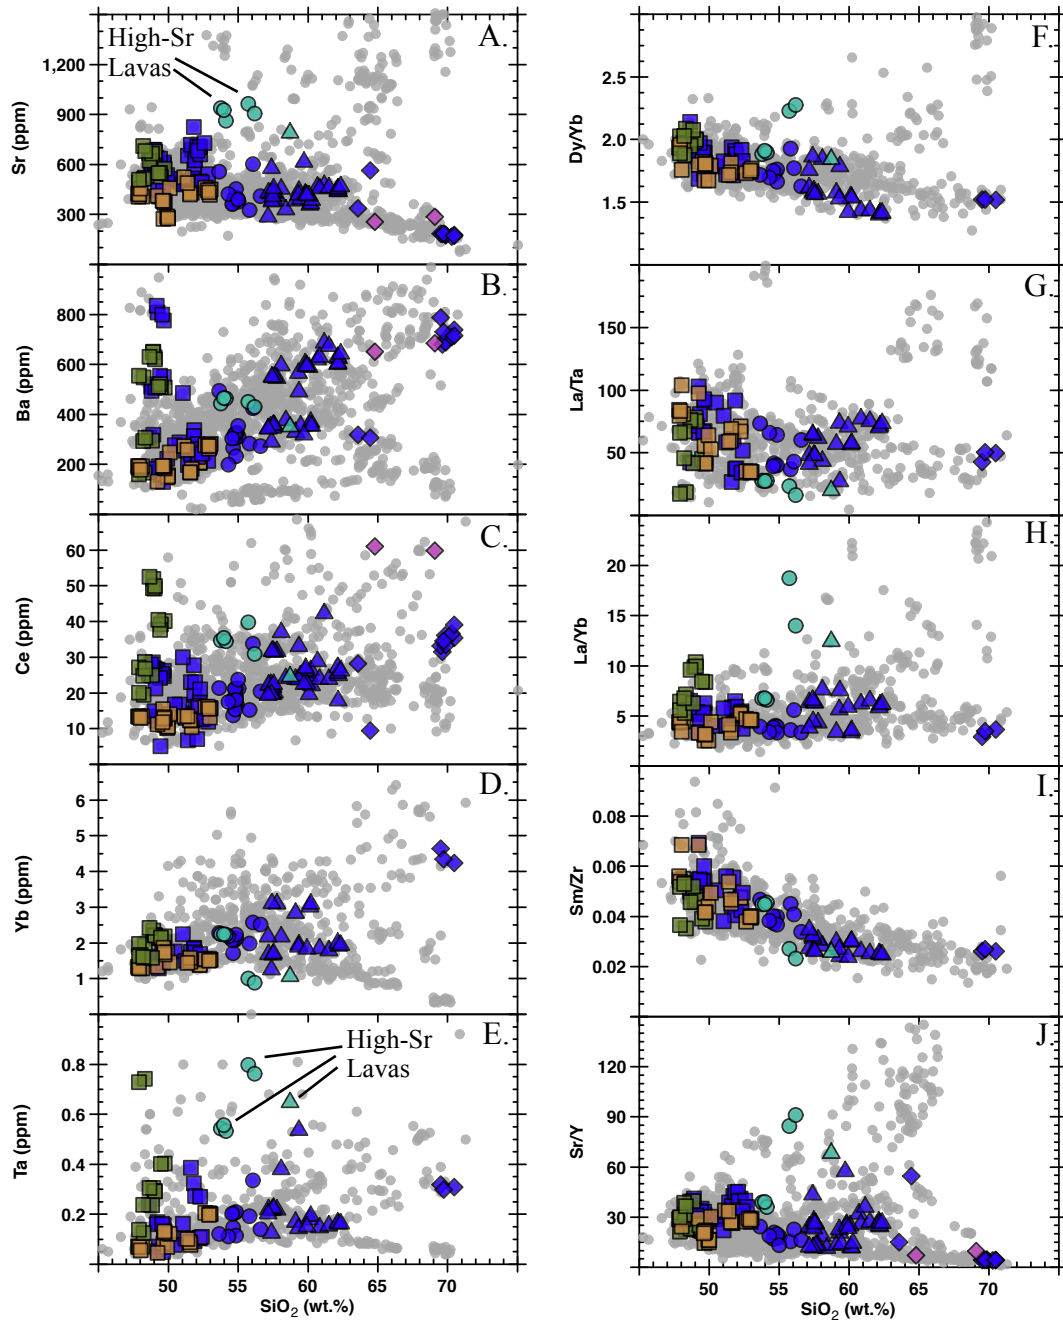 High-Sr
Lavas
A.
1,200
900
600
300
Sr (ppm)
B.
800
600
400
200
Ba (ppm)
C.
60
50
40
30
20
10
Ce (ppm)
D.
6
5
4
3
2
1
Yb (ppm)
High-Sr
Lavas
E.
0.8
0.6
0.4
0.2
Ta (ppm)
50 55 60 65 70
SiO2 (wt.%)
F.
2.5
2.0
1.5
Dy/Yb
G.
150
100
50
La/Ta
H.
20
15
10
5
La/Yb
I.
0.08
0.06
0.04
0.02
Sm/Zr
J.
120
90
60
30
Sr/Y
50 55 60 65 70
SiO2 (wt.%)